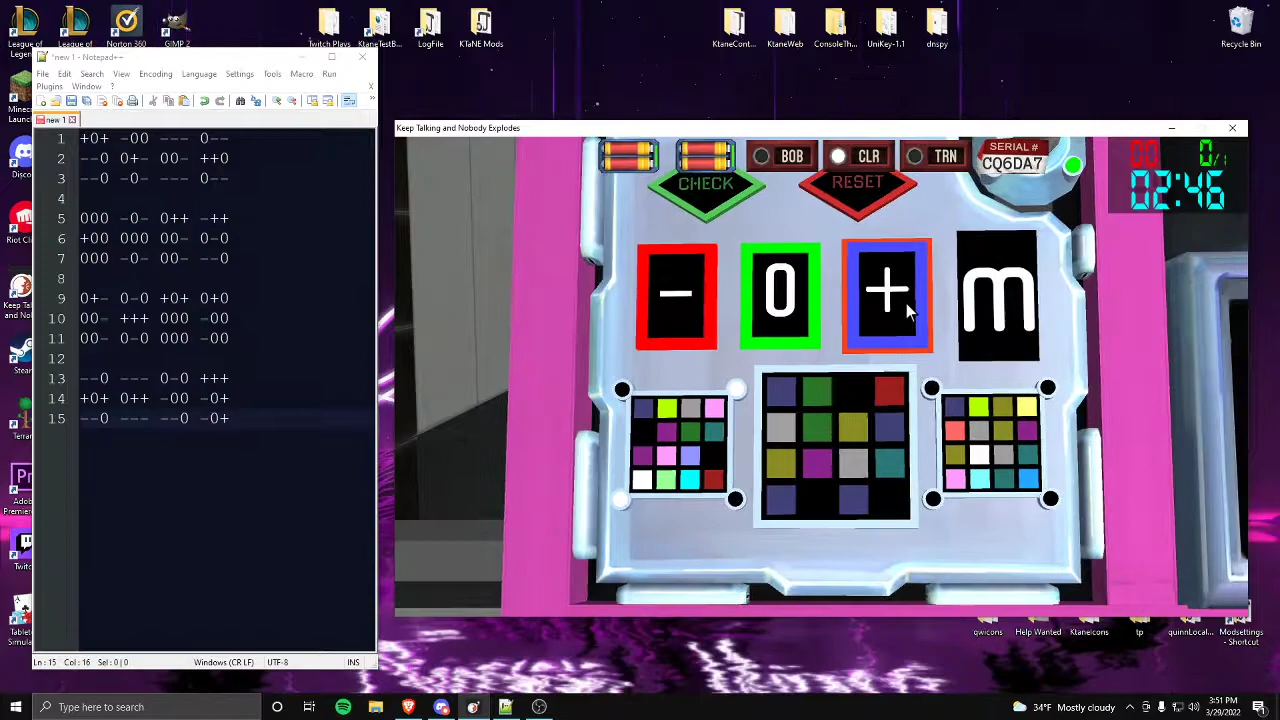 League of
Legen
League of
Norton 360
GIMP 2
Twitch Plays
KtaneTestB...
LogFile
KTANE Mods
KtaneCont...
KtaneWeb
ConsoleTh...
UniKey-1.1
dnspy
Recycle Bin
*new 1 - Notepad++
File Edit Search View Encoding Language Settings Tools Macro Run
Plugins Window ?
X
new 1
1 +0+ -00 --- 0--
2 --0 0+- 00- ++0
3 --0 -0- --- 0--
4
5 000 -0- 0++ -++
6 +00 000 00- 0-0
7 000 -0- 00- --0
8
9 0+- 0-0 +0+ 0+0
10 00- +++ 000 -00
11 00- 0-0 000 -00
12
13 --0 --- 0-0 +++
14 +0+ 0++ -00 -0+
15 --0 --- --0 -0+
Ln : 15 Col : 16 Sel : 0 | 0 Windows (CR LF) UTF-8 INS
Keep Talking and Nobody Explodes
BOB
CLR
TRN
SERIAL #
CQ6DA7
00 0/1
02:46
CHECK
RESET
- 0 + m
qwicons
Help Wanted
KtaneIcons
tp
quinnLocal...
Modsettings
- Shortcut
Type here to search
34°F Mostly cloudy
3:51 PM
3/29/2022